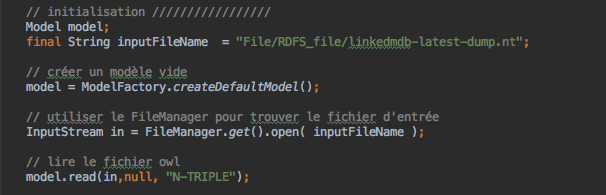 // initialisation /////////////////
Model model;
final String inputFileName  = "File/RDFS_file/linkedmdb-latest-dump.nt";
// créer un modèle vide
model = ModelFactory.createDefaultModel();
// utiliser le FileManager pour trouver le fichier d'entrée
InputStream in = FileManager.get().open( inputFileName );
// lire le fichier owl
model.read(in,null, "N-TRIPLE");